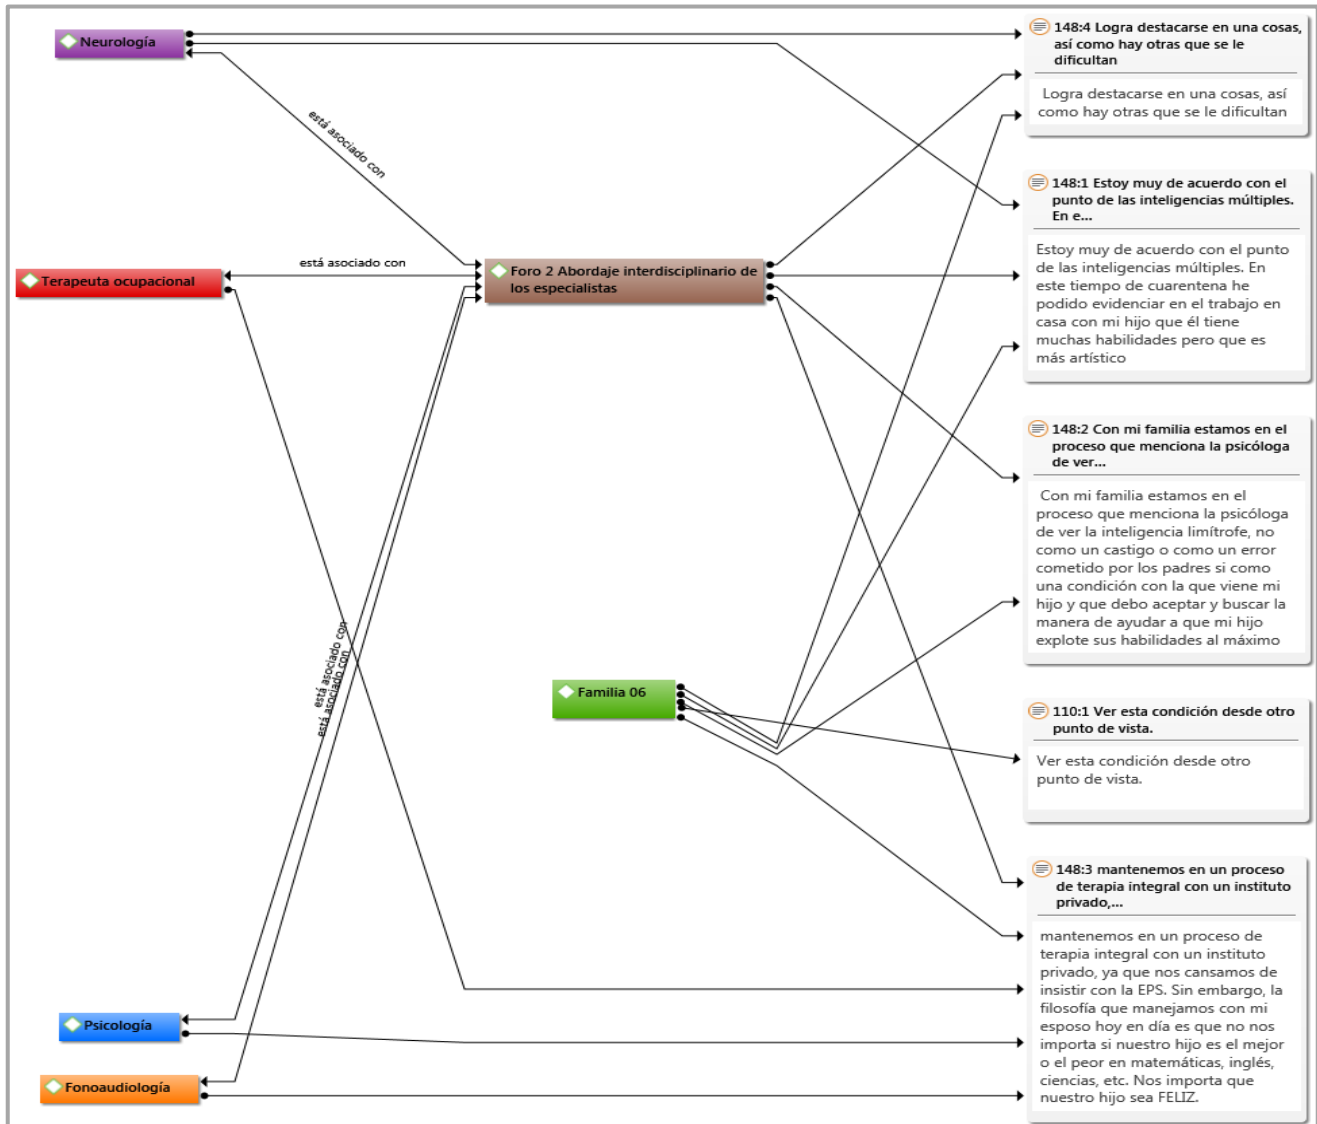 Neurología
está asociado con
Terapeuta ocupacional
está asociado con
Foro 2 Abordaje interdisciplinario de
los especialistas
está asociado con
está asociado con
Familia 06
Psicología
Fonoaudiología
148:4 Logra destacarse en una cosas,
así como hay otras que se le
dificultan
Logra destacarse en una cosas, así
como hay otras que se le dificultan
148:1 Estoy muy de acuerdo con el
punto de las inteligencias múltiples.
En e...
Estoy muy de acuerdo con el punto
de las inteligencias múltiples. En
este tiempo de cuarentena he
podido evidenciar en el trabajo en
casa con mi hijo que él tiene
muchas habilidades pero que es
más artístico
148:2 Con mi familia estamos en el
proceso que menciona la psicóloga
de ver...
Con mi familia estamos en el
proceso que menciona la psicóloga
de ver la inteligencia limítrofe, no
como un castigo o como un error
cometido por los padres si como
una condición con la que viene mi
hijo y que debo aceptar y buscar la
manera de ayudar a que mi hijo
explote sus habilidades al máximo
110:1 Ver esta condición desde otro
punto de vista.
Ver esta condición desde otro
punto de vista.
148:3 mantenemos en un proceso
de terapia integral con un instituto
privado,...
mantenemos en un proceso de
terapia integral con un instituto
privado, ya que nos cansamos de
insistir con la EPS. Sin embargo, la
filosofía que manejamos con mi
esposo hoy en día es que no nos
importa si nuestro hijo es el mejor
o el peor en matemáticas, inglés,
ciencias, etc. Nos importa que
nuestro hijo sea FELIZ.